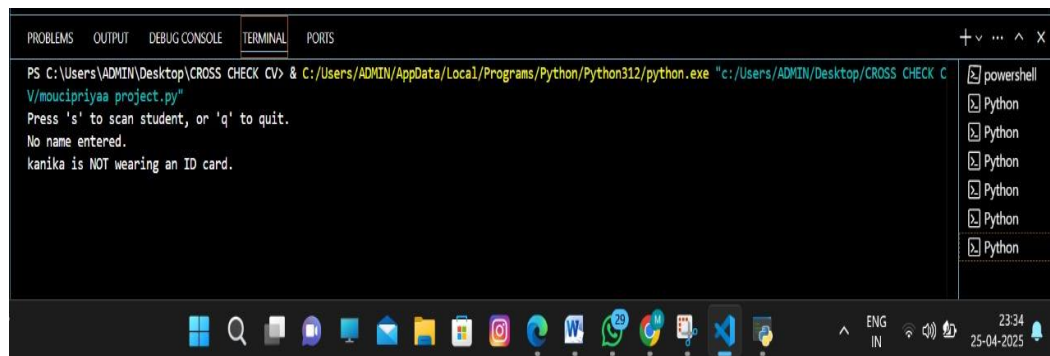 PROBLEMS OUTPUT DEBUG CONSOLE TERMINAL PORTS
PS C:\Users\ADMIN\Desktop\CROSS CHECK CV> & C:/Users/ADMIN/AppData/Local/Programs/Python/Python312/python.exe "c:/Users/ADMIN/Desktop/CROSS CHECK C
V/moucipriyaa project.py"
Press 's' to scan student, or 'q' to quit.
No name entered.
kanika is NOT wearing an ID card.
powershell
Python
Python
Python
Python
Python
Python
29
M
ENG
IN
23:34
25-04-2025